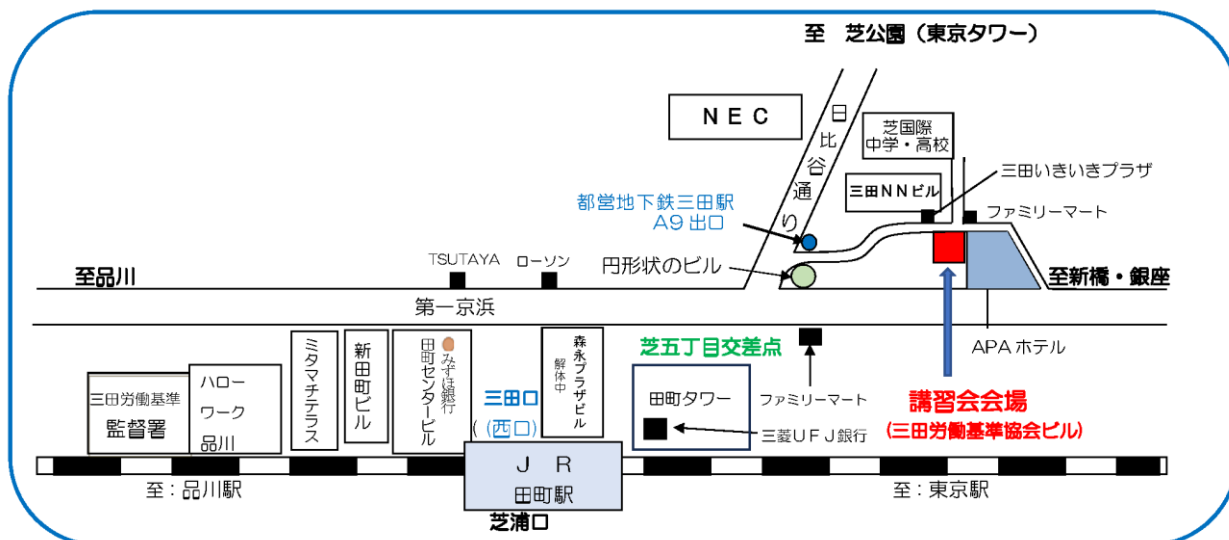 至 芝公園（東京タワー）
ＮＥＣ
日比谷通り
芝国際
中学・高校
三田いきいきプラザ
三田ＮＮビル
ファミリーマート
都営地下鉄三田駅
A9 出口
円形状のビル
TSUTAYA
ローソン
至品川
至新橋・銀座
第一京浜
芝五丁目交差点
APA ホテル
三田労働基準
監督署
ハロー
ワーク
品川
ミタマチテラス
新田町ビル
田町センタービル
みずほ銀行
三田口
( (西口)
森永プラザビル
解体中
田町タワー
ファミリーマート
三菱ＵＦＪ銀行
講習会会場
(三田労働基準協会ビル)
Ｊ Ｒ
田町駅
至：品川駅
至：東京駅
芝浦口